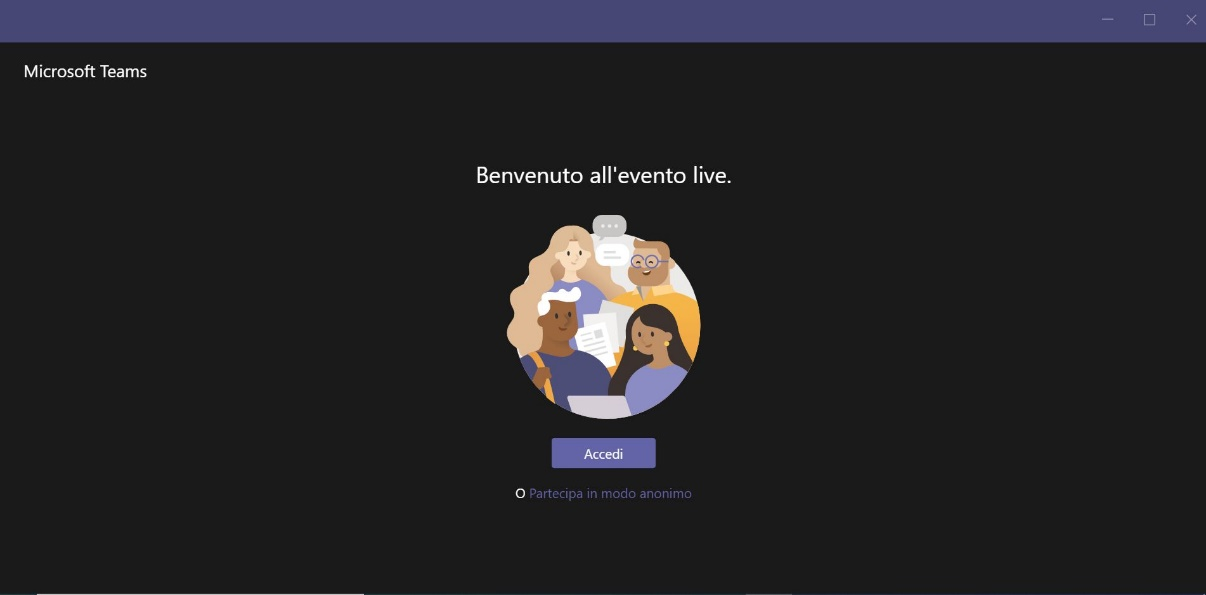 Microsoft Teams
Benvenuto all'evento live.
Accedi
O Partecipa in modo anonimo